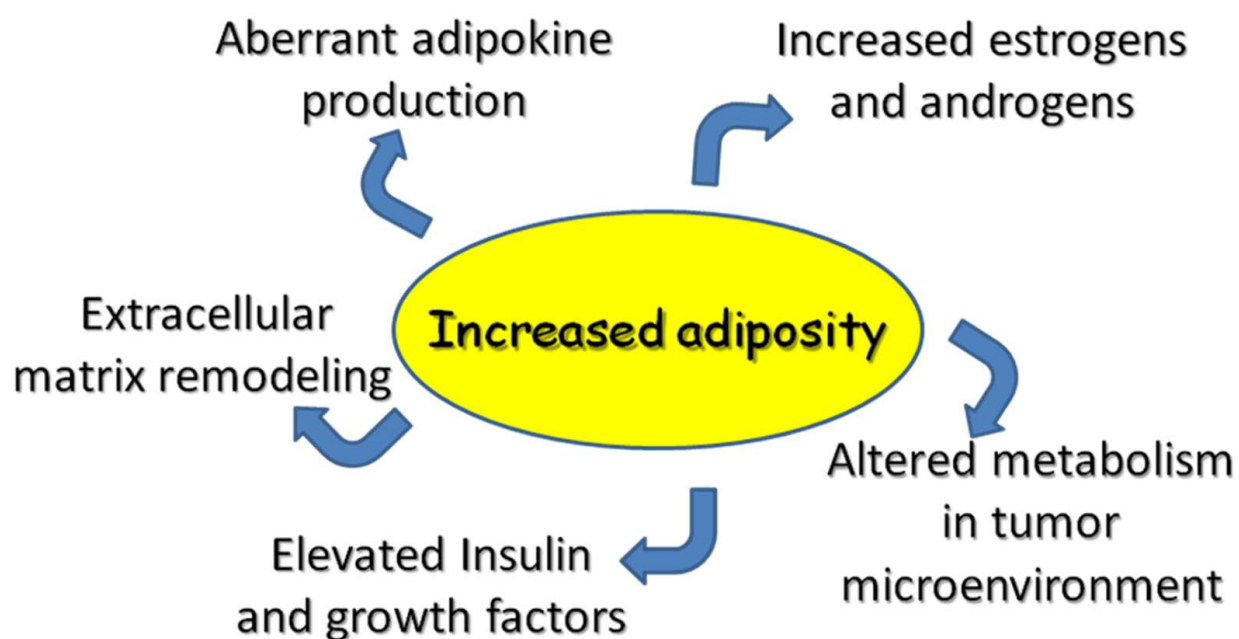 Aberrant adipokine
production
Increased estrogens
and androgens
Extracellular
matrix remodeling
Increased adiposity
Altered metabolism
in tumor
microenvironment
Elevated Insulin
and growth factors